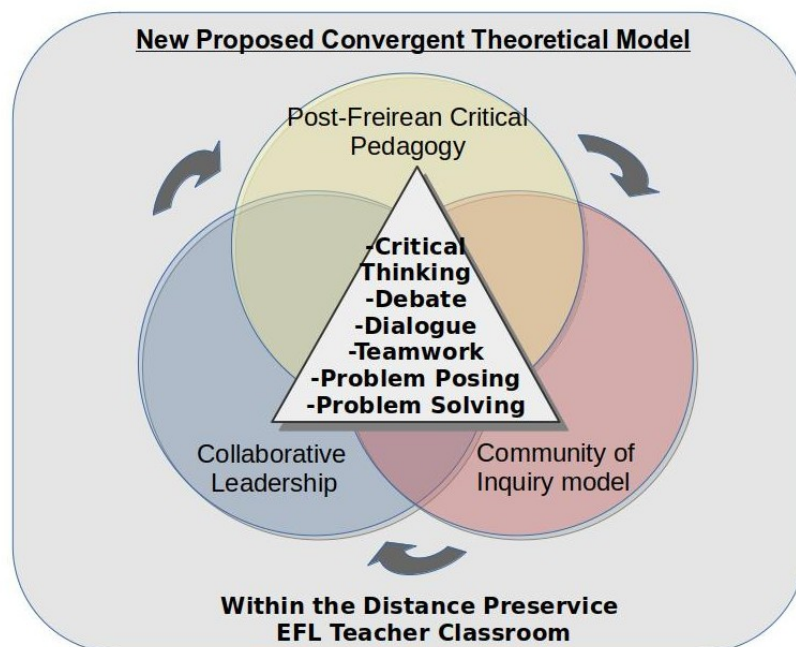 New Proposed Convergent Theoretical Model
Post-Freirean Critical
Pedagogy
-Critical
Thinking
-Debate
-Dialogue
-Teamwork
-Problem Posing
-Problem Solving
Collaborative
Leadership
Community of
Inquiry model
Within the Distance Preservice
EFL Teacher Classroom